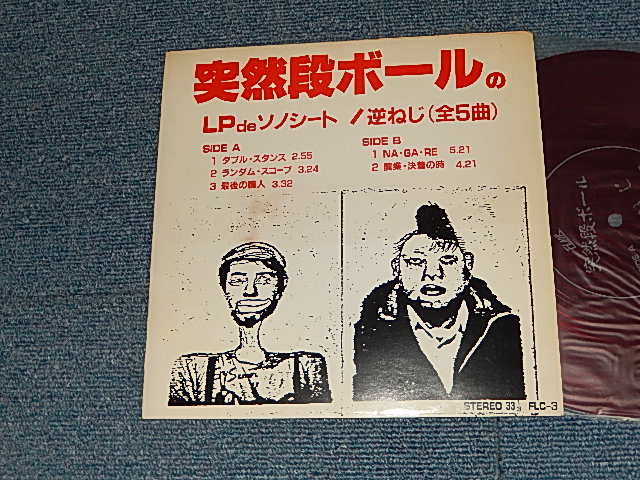 突然段ボールの
LPdeソノシート / 逆ねじ(全5曲)
SIDE A
1 ダブル・スタンス 2.55
2 ランダム・スコープ 3.24
3 最後の職人 3.32
SIDE B
1 NA・GA・RE 5.21
2 廃業・決着の時 4.21
STEREO 33⅓ FLC-3
突然段ボール